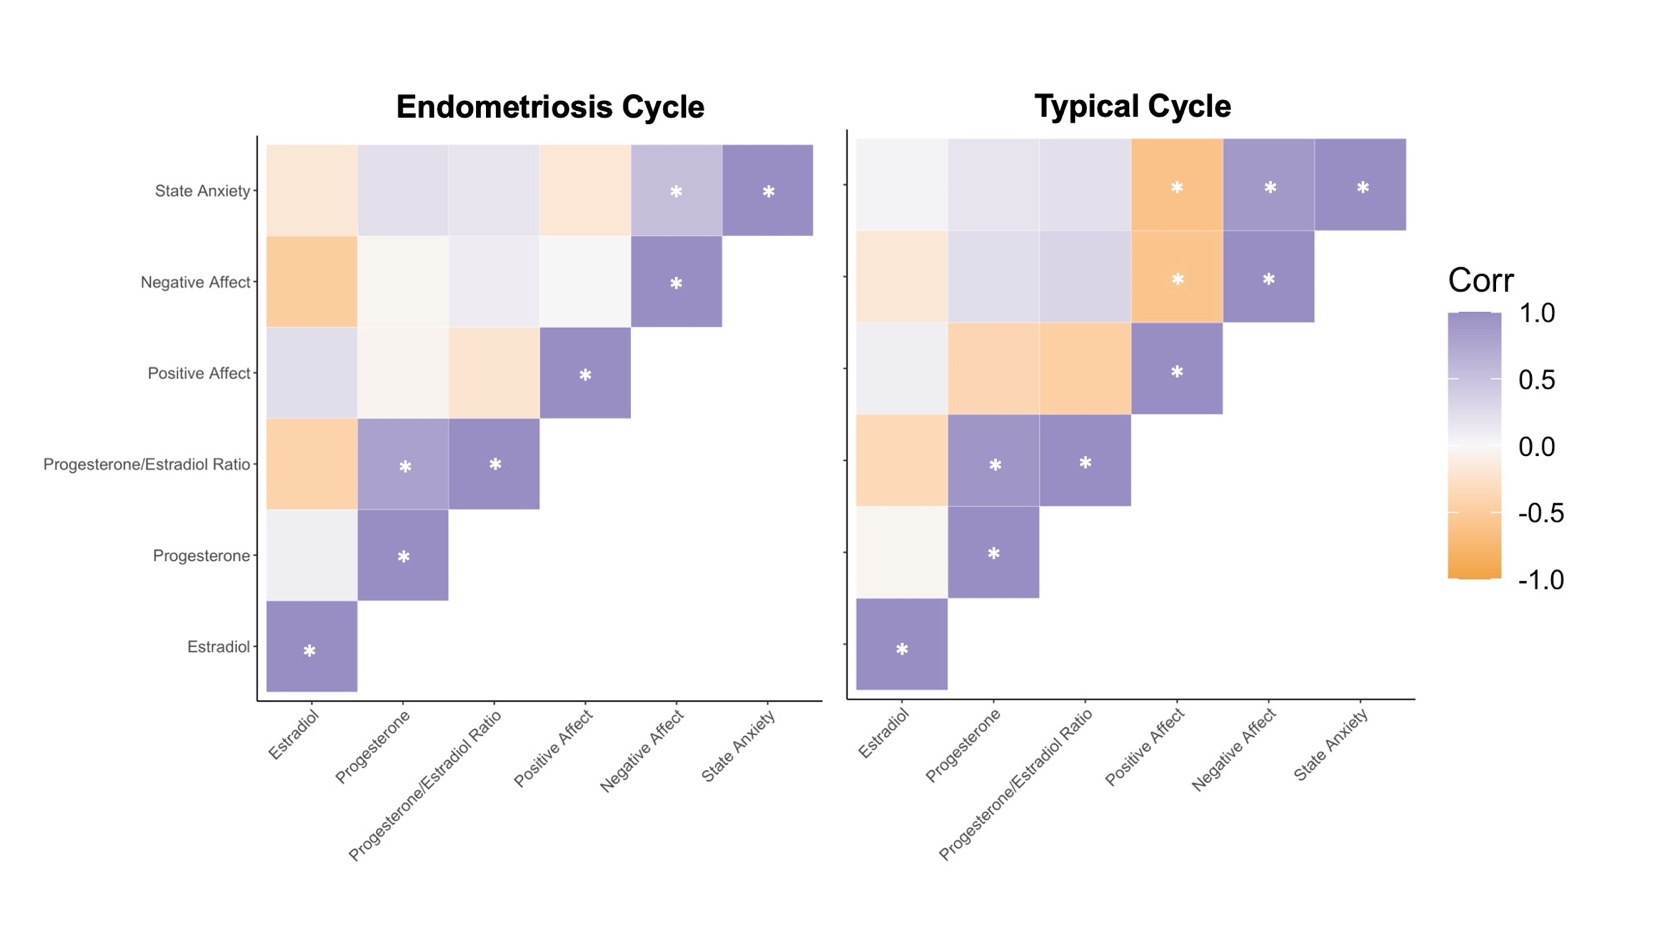 Endometriosis Cycle
Typical Cycle
State Anxiety
*
*
*
*
*
Negative Affect
*
*
*
Positive Affect
*
*
Progesterone/Estradiol Ratio
*
*
*
*
Progesterone
*
*
Estradiol
*
*
Corr
1.0
0.5
0.0
-0.5
-1.0
Estradiol
Progesterone
Progesterone/Estradiol Ratio
Positive Affect
Negative Affect
State Anxiety
Estradiol
Progesterone
Progesterone/Estradiol Ratio
Positive Affect
Negative Affect
State Anxiety